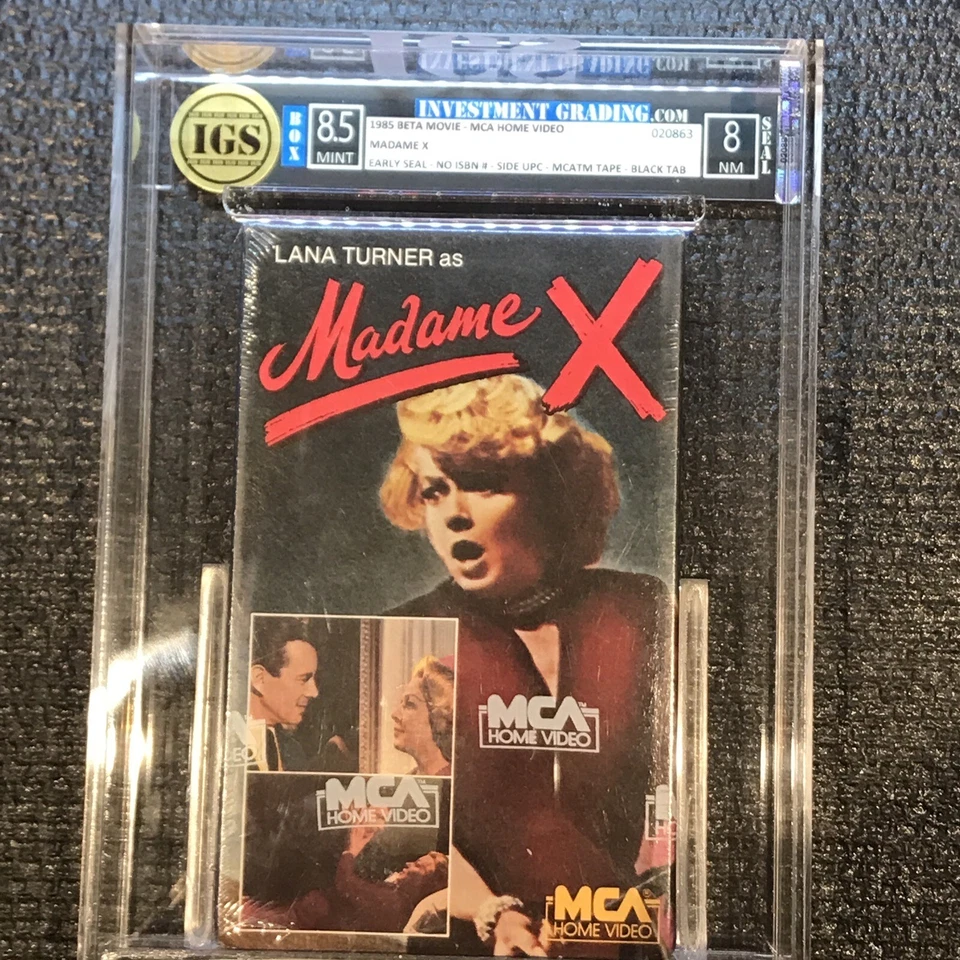 IGS
BOX
8.5
MINT
INVESTMENT GRADING.COM
1985 BETA MOVIE - MCA HOME VIDEO
020863
MADAME X
EARLY SEAL - NO ISBN # - SIDE UPC - MCATM TAPE - BLACK TAB
8
NM
SEAL
LANA TURNER as
Madame X
MCA™
HOME VIDEO
MCA™
HOME VIDEO
MCA
HOME VIDEO